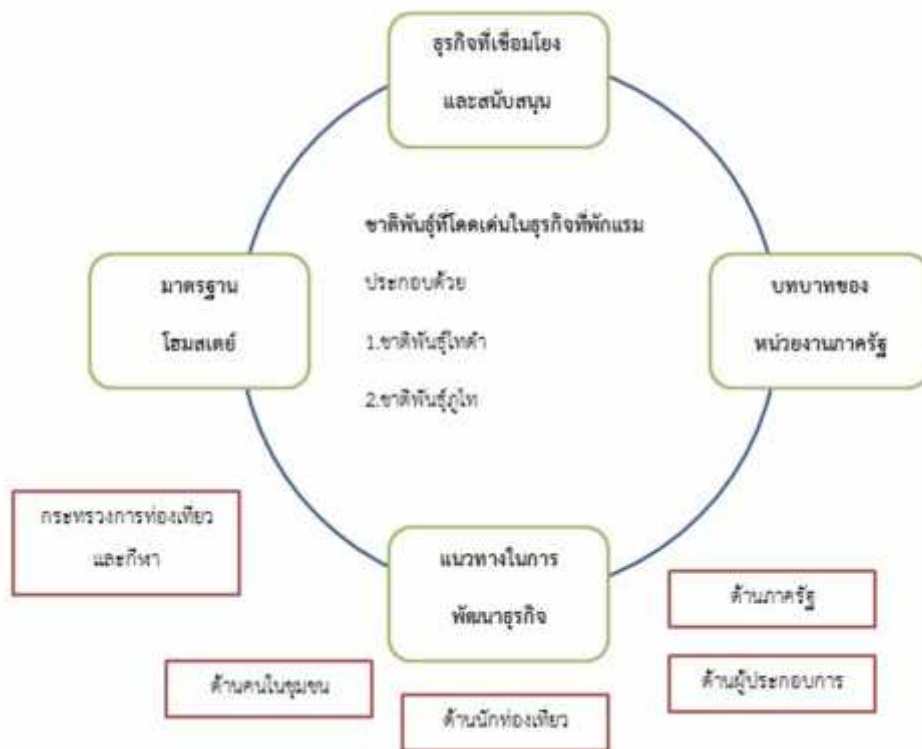 ธุรกิจที่เชื่อมโยง
และสนับสนุน
ชาติพันธุ์ที่โดดเด่นในธุรกิจที่พักแรม
ประกอบด้วย
1.ชาติพันธุ์ไทดำ
2.ชาติพันธุ์ภูไท
มาตรฐาน
โฮมสเตย์
บทบาทของ
หน่วยงานภาครัฐ
กระทรวงการท่องเที่ยว
และกีฬา
แนวทางในการ
พัฒนาธุรกิจ
ด้านภาครัฐ
ด้านคนในชุมชน
ด้านผู้ประกอบการ
ด้านนักท่องเที่ยว